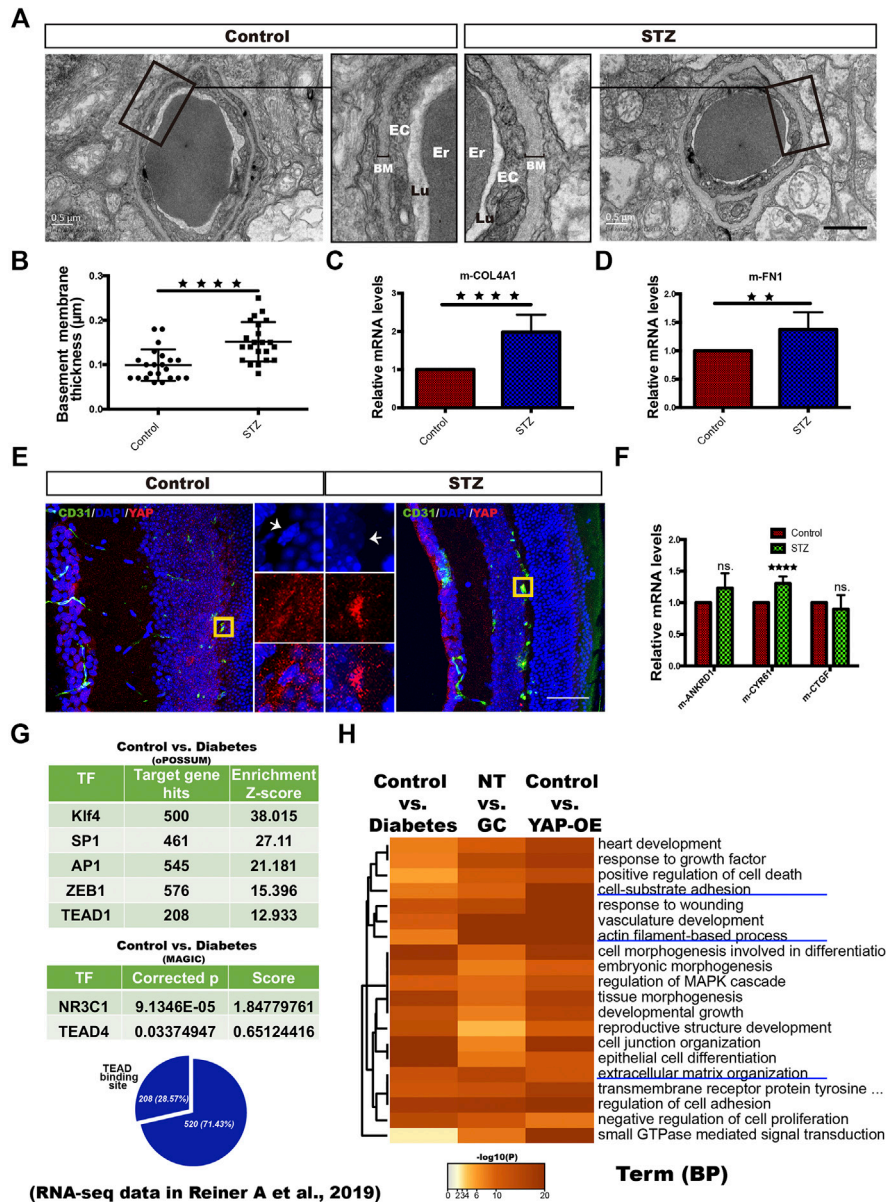 A
Control
STZ
EC
BM
Er
Lu
Er
EC
BM
Lu
0.5 µm
0.5 µm
B
Basement membrane
thickness (µm)
0.3
0.2
0.1
0.0
Control
STZ
★ ★ ★ ★
C
m-COL4A1
Relative mRNA levels
3
2
1
0
★ ★ ★ ★
Control
STZ
D
m-FN1
Relative mRNA levels
2.0
1.5
1.0
0.5
0.0
★ ★
Control
STZ
E
Control
STZ
CD31/DAPI/YAP
CD31/DAPI/YAP
F
Relative mRNA levels
2.0
1.5
1.0
0.5
0.0
Control
STZ
ns.
★★★★
ns.
m-ANKRD1
m-CYR61
m-CTGF
G
Control vs. Diabetes
(oPOSSUM)
TF Target gene hits Enrichment Z-score
Klf4 500 38.015
SP1 461 27.11
AP1 545 21.181
ZEB1 576 15.396
TEAD1 208 12.933
Control vs. Diabetes
(MAGIC)
TF Corrected p Score
NR3C1 9.1346E-05 1.84779761
TEAD4 0.03374947 0.65124416
TEAD
binding
site
208 (28.57%)
520 (71.43%)
(RNA-seq data in Reiner A et al., 2019)
H
Control vs. Diabetes
NT vs. GC
Control vs. YAP-OE
heart development
response to growth factor
positive regulation of cell death
cell-substrate adhesion
response to wounding
vasculature development
actin filament-based process
cell morphogenesis involved in differentiatio
embryonic morphogenesis
regulation of MAPK cascade
tissue morphogenesis
developmental growth
reproductive structure development
cell junction organization
epithelial cell differentiation
extracellular matrix organization
transmembrane receptor protein tyrosine ...
regulation of cell adhesion
negative regulation of cell proliferation
small GTPase mediated signal transduction
-log10(P)
0 2 3 4 6 10 20
Term (BP)